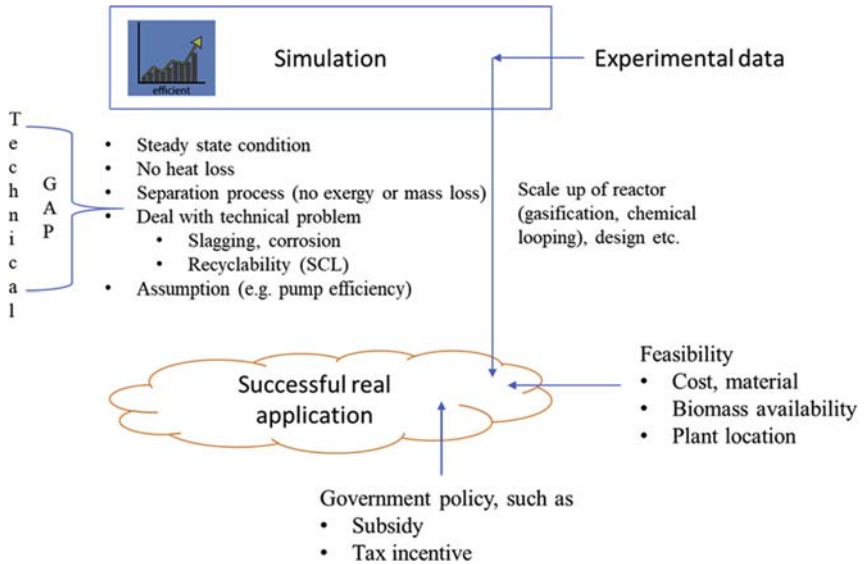 efficient
Simulation
Experimental data
Technical
GAP
• Steady state condition
• No heat loss
• Separation process (no exergy or mass loss)
• Deal with technical problem
• Slagging, corrosion
• Recyclability (SCL)
• Assumption (e.g. pump efficiency)
Scale up of reactor
(gasification, chemical
looping), design etc.
Successful real
application
Feasibility
• Cost, material
• Biomass availability
• Plant location
Government policy, such as
• Subsidy
• Tax incentive